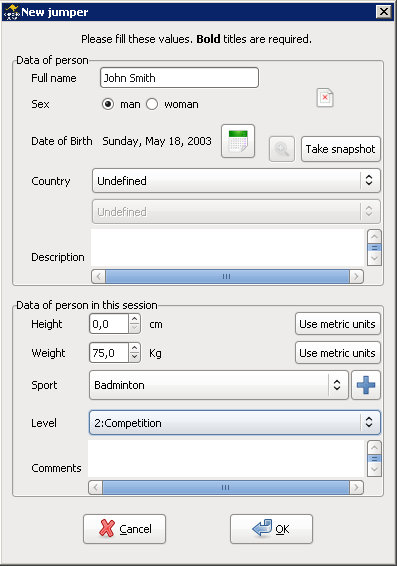 New jumper
Please fill these values. Bold titles are required.
Data of person
Full name John Smith
Sex man woman
Date of Birth Sunday, May 18, 2003 Take snapshot
Country Undefined
Undefined
Description
Data of person in this session
Height 0,0 cm Use metric units
Weight 75,0 Kg Use metric units
Sport Badminton
Level 2:Competition
Comments
Cancel OK